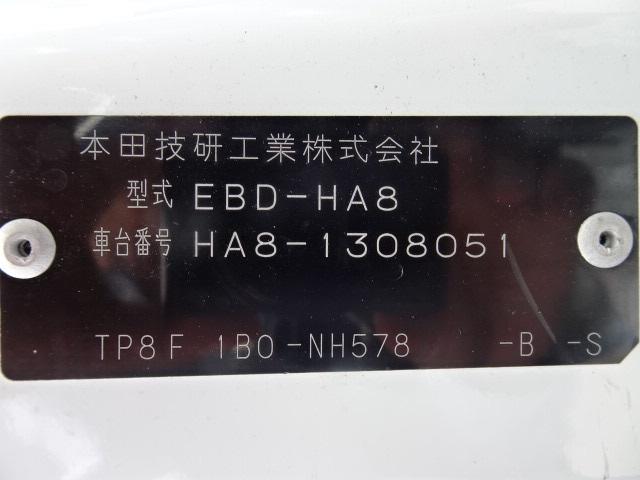 本田技研工業株式会社
型式 EBD-HA8
車台番号 HA8-1308051
TP8F 1B0-NH578 -B -S